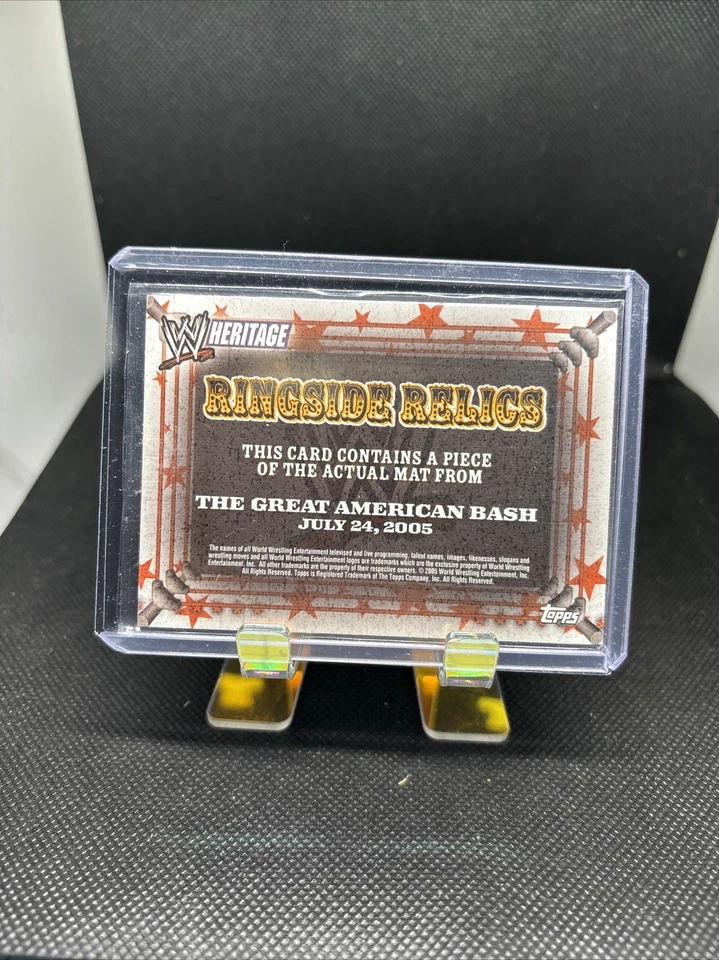 W HERITAGE
RINGSIDE RELICS
THIS CARD CONTAINS A PIECE
OF THE ACTUAL MAT FROM
THE GREAT AMERICAN BASH
JULY 24, 2005
The names of all World Wrestling Entertainment televised and live programming, talent names, images, likenesses, slogans and
wrestling moves and all World Wrestling Entertainment logos are trademarks which are the exclusive property of World Wrestling
Entertainment, Inc. All other trademarks are the property of their respective owners. © 2005 World Wrestling Entertainment, Inc.
All Rights Reserved. Topps is Registered Trademark of The Topps Company, Inc. All Rights Reserved.
Topps